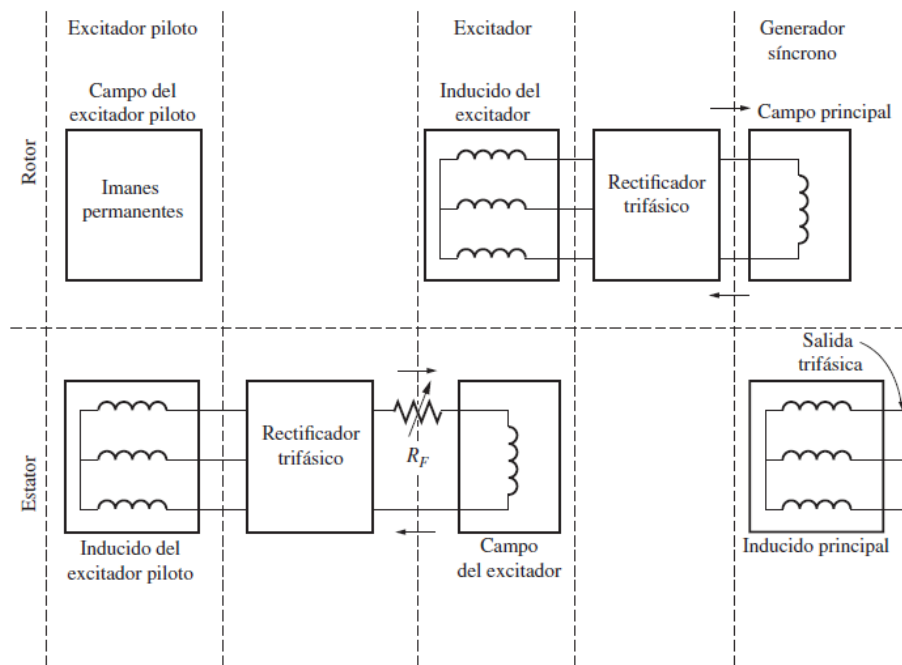 Excitador piloto
Excitador
Generador
síncrono
Campo del
excitador piloto
Inducido del
excitador
Campo principal
Rotor
Imanes
permanentes
Rectificador
trifásico
Salida
trifásica
Estator
Rectificador
trifásico
R_F
Inducido del
excitador piloto
Campo
del excitador
Inducido principal